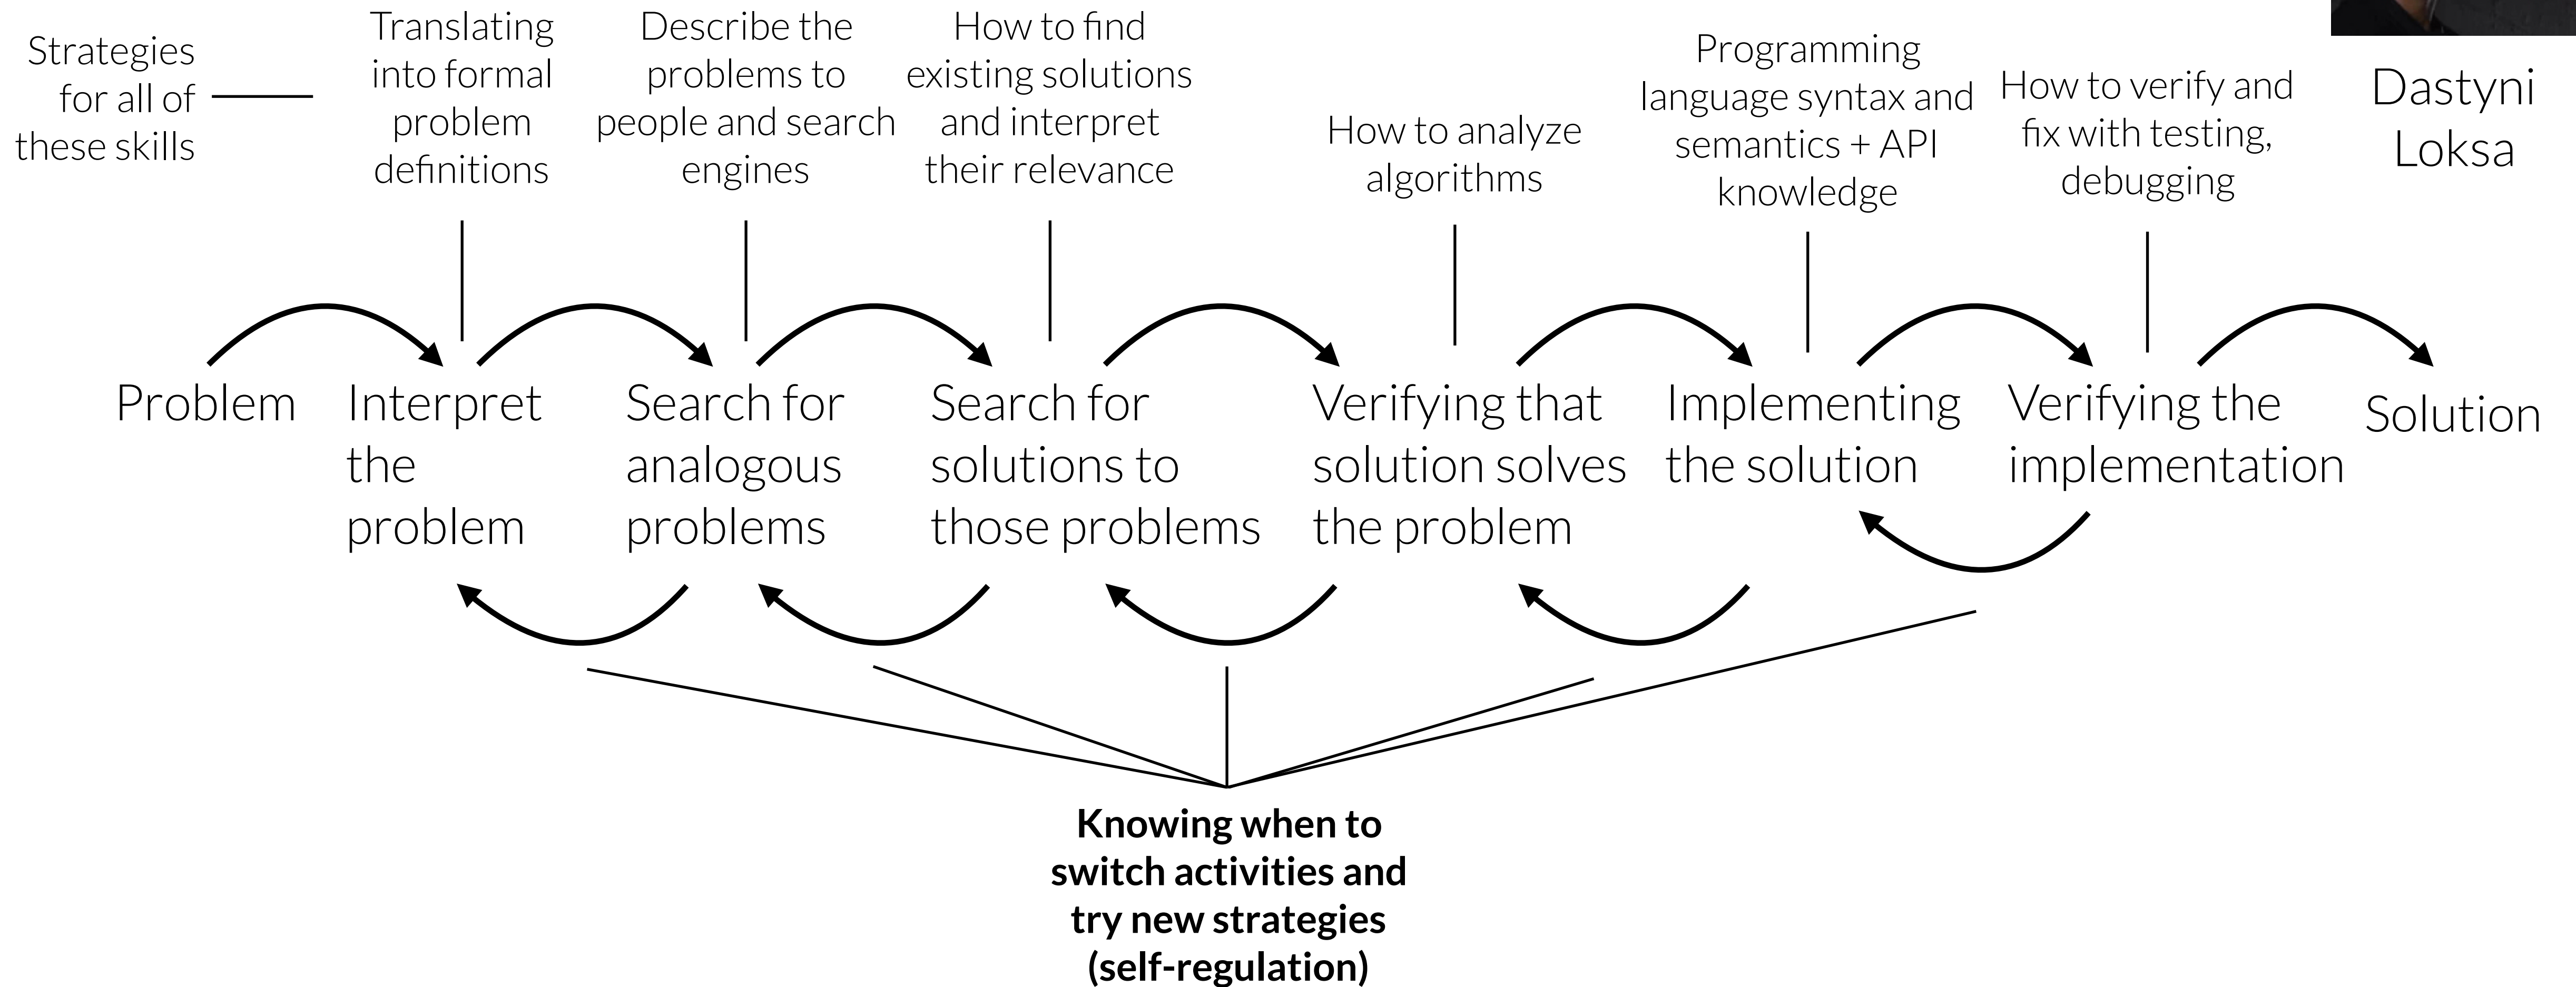 Strategies
for all of
these skills
Translating
into formal
problem
definitions
Describe the
problems to
people and search
engines
How to find
existing solutions
and interpret
their relevance
How to analyze
algorithms
Programming
language syntax and
semantics + API
knowledge
How to verify and
fix with testing,
debugging
Dastyni
Loksa
Problem
Interpret
the
problem
Search for
analogous
problems
Search for
solutions to
those problems
Verifying that
solution solves
the problem
Implementing
the solution
Verifying the
implementation
Solution
Knowing when to
switch activities and
try new strategies
(self-regulation)